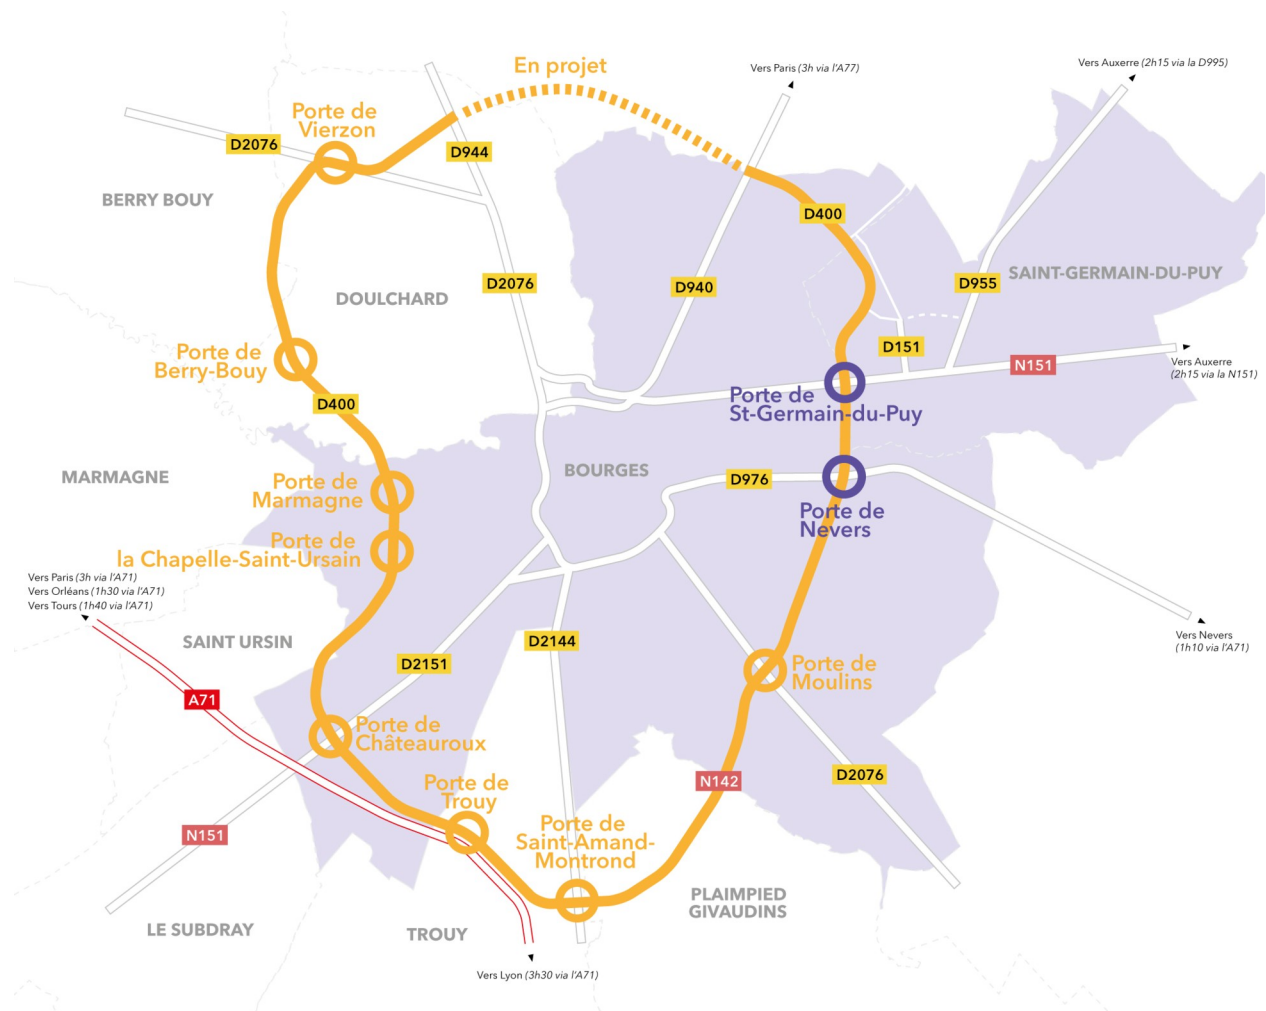 En projet
Vers Paris (3h via l'A77)
Vers Auxerre (2h15 via la D995)
Porte de
Vierzon
D2076
D944
BERRY BOUY
D400
DOULCHARD
D2076
D940
D955
SAINT-GERMAIN-DU-PUY
Porte de
Berry-Bouy
D151
N151
Vers Auxerre
(2h15 via la N151)
D400
Porte de
St-Germain-du-Puy
MARMAGNE
Porte de
Marmagne
BOURGES
D976
Porte de
Nevers
Porte de
la Chapelle-Saint-Ursain
Vers Paris (3h via l'A71)
Vers Orléans (1h30 via l'A71)
Vers Tours (1h40 via l'A71)
SAINT URSIN
D2151
D2144
Vers Nevers
(1h10 via l'A71)
Porte de
Moulins
A71
Porte de
Châteauroux
Porte de
Trouy
N142
D2076
N151
Porte de
Saint-Amand-
Montrond
PLAIMPIED
GIVAUDINS
LE SUBDRAY
TROUY
Vers Lyon (3h30 via l'A71)